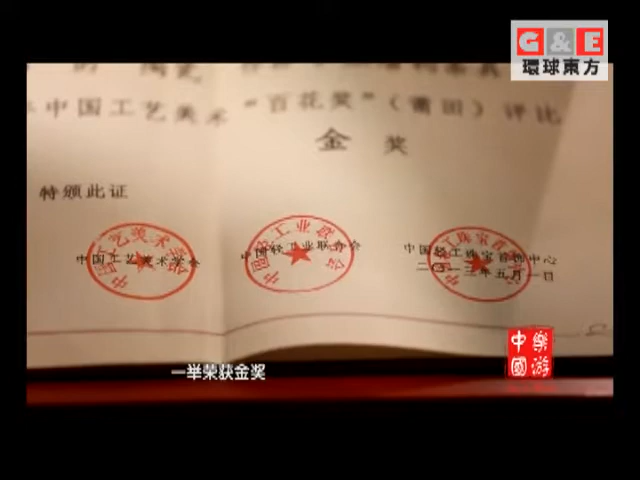 G&E
環球東方
的 陶瓷
中国工艺美术“百花奖”(莆田)评比
金 奖
特颁此证
中国工艺美术学会
中国轻工业联合会
中国轻工珠宝首饰中心
二〇一三年五月一日
一举荣获金奖
樂游
中國